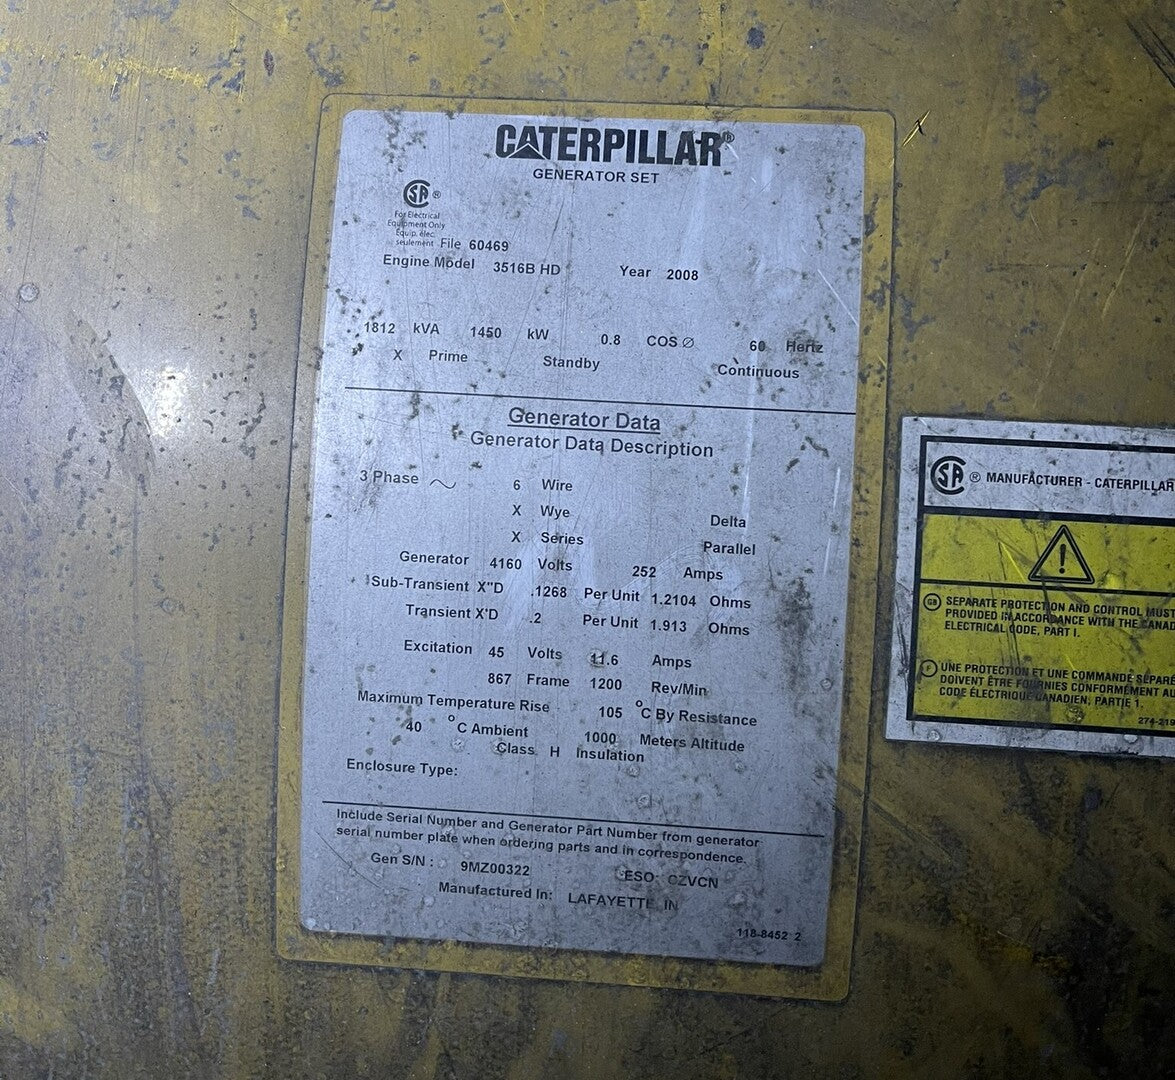 CATERPILLAR®
GENERATOR SET
SA ®
For Electrical
Equipment Only
Equip. élec.
seulement File 60469
Engine Model 3516B HD Year 2008
1812 kVA 1450 kW 0.8 COS ∅ 60 Hertz
X Prime Standby Continuous
Generator Data
Generator Data Description
3 Phase 6 Wire
X Wye Delta
X Series Parallel
Generator 4160 Volts 252 Amps
Sub-Transient X"D .1268 Per Unit 1.2104 Ohms
Transient X'D .2 Per Unit 1.913 Ohms
Excitation 45 Volts 11.6 Amps
867 Frame 1200 Rev/Min
Maximum Temperature Rise 105 °C By Resistance
40 °C Ambient 1000 Meters Altitude
Class H Insulation
Enclosure Type:
Include Serial Number and Generator Part Number from generator
serial number plate when ordering parts and in correspondence.
Gen S/N : 9MZ00322 ESO: CZVCN
Manufactured In: LAFAYETTE, IN
118-8452 2
SA ® MANUFACTURER - CATERPILLAR
GB SEPARATE PROTECTION AND CONTROL MUST
PROVIDED IN ACCORDANCE WITH THE CANAD
ELECTRICAL CODE, PART I.
F UNE PROTECTION ET UNE COMMANDE SÉPARÉ
DOIVENT ÊTRE FOURNIES CONFORMÉMENT AU
CODE ÉLECTRIQUE CANADIEN, PARTIE 1.
274-219